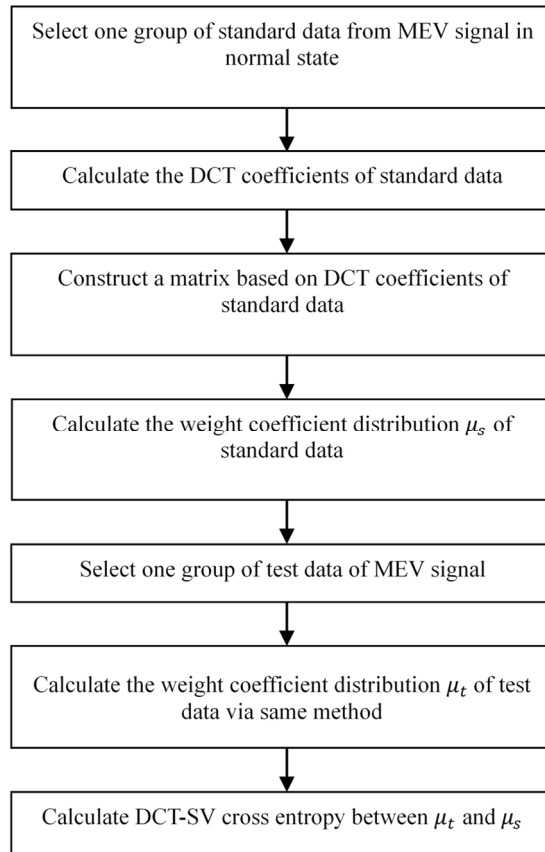 Select one group of standard data from MEV signal in
normal state
Calculate the DCT coefficients of standard data
Construct a matrix based on DCT coefficients of
standard data
Calculate the weight coefficient distribution μₛ of
standard data
Select one group of test data of MEV signal
Calculate the weight coefficient distribution μₜ of test
data via same method
Calculate DCT-SV cross entropy between μₜ and μₛ